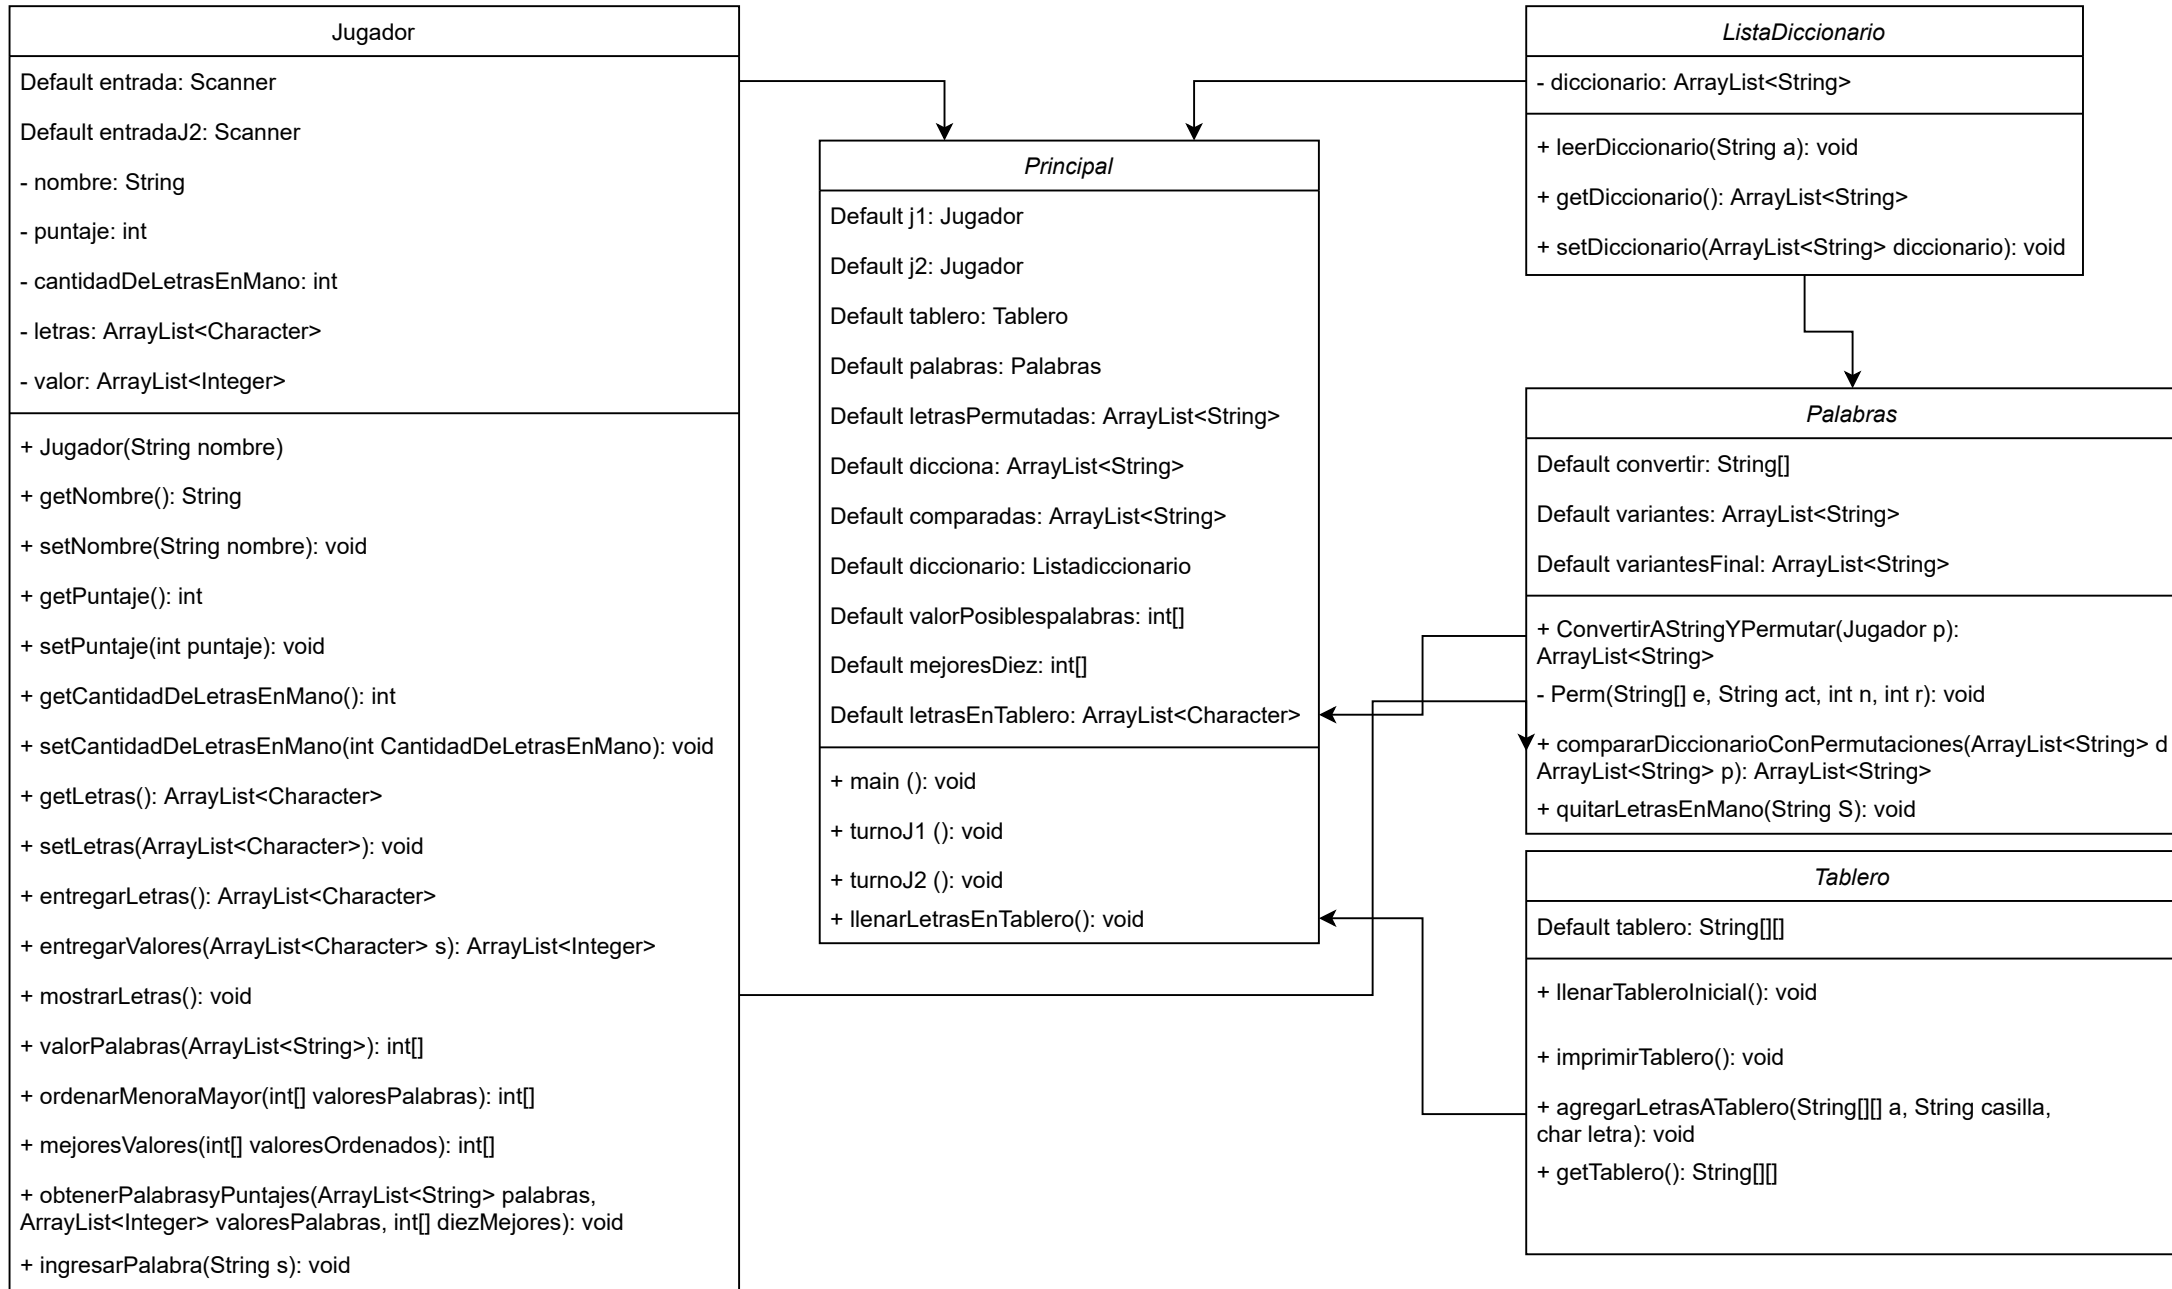 Jugador
Default entrada: Scanner
Default entradaJ2: Scanner
- nombre: String
- puntaje: int
- cantidadDeLetrasEnMano: int
- letras: ArrayList<Character>
- valor: ArrayList<Integer>
+ Jugador(String nombre)
+ getNombre(): String
+ setNombre(String nombre): void
+ getPuntaje(): int
+ setPuntaje(int puntaje): void
+ getCantidadDeLetrasEnMano(): int
+ setCantidadDeLetrasEnMano(int CantidadDeLetrasEnMano): void
+ getLetras(): ArrayList<Character>
+ setLetras(ArrayList<Character>): void
+ entregarLetras(): ArrayList<Character>
+ entregarValores(ArrayList<Character> s): ArrayList<Integer>
+ mostrarLetras(): void
+ valorPalabras(ArrayList<String>): int[]
+ ordenarMenoraMayor(int[] valoresPalabras): int[]
+ mejoresValores(int[] valoresOrdenados): int[]
+ obtenerPalabrasyPuntajes(ArrayList<String> palabras,
ArrayList<Integer> valoresPalabras, int[] diezMejores): void
+ ingresarPalabra(String s): void
Principal
Default j1: Jugador
Default j2: Jugador
Default tablero: Tablero
Default palabras: Palabras
Default letrasPermutadas: ArrayList<String>
Default dicciona: ArrayList<String>
Default comparadas: ArrayList<String>
Default diccionario: Listadiccionario
Default valorPosiblespalabras: int[]
Default mejoresDiez: int[]
Default letrasEnTablero: ArrayList<Character>
+ main (): void
+ turnoJ1 (): void
+ turnoJ2 (): void
+ llenarLetrasEnTablero(): void
ListaDiccionario
- diccionario: ArrayList<String>
+ leerDiccionario(String a): void
+ getDiccionario(): ArrayList<String>
+ setDiccionario(ArrayList<String> diccionario): void
Palabras
Default convertir: String[]
Default variantes: ArrayList<String>
Default variantesFinal: ArrayList<String>
+ ConvertirAStringYPermutar(Jugador p):
ArrayList<String>
- Perm(String[] e, String act, int n, int r): void
+ compararDiccionarioConPermutaciones(ArrayList<String> d
ArrayList<String> p): ArrayList<String>
+ quitarLetrasEnMano(String S): void
Tablero
Default tablero: String[][]
+ llenarTableroInicial(): void
+ imprimirTablero(): void
+ agregarLetrasATablero(String[][] a, String casilla,
char letra): void
+ getTablero(): String[][]